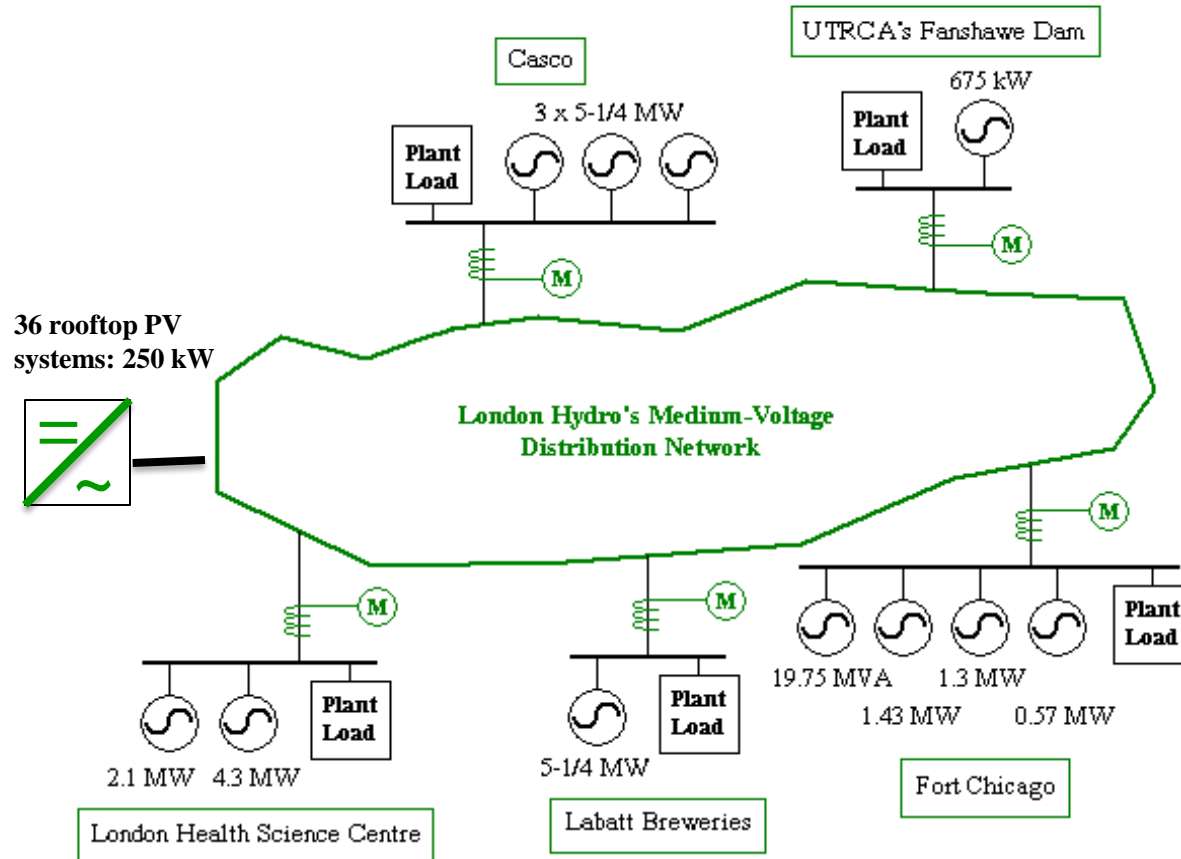 UTRCA's Fanshawe Dam
Casco
675 kW
3 x 5-1/4 MW
Plant
Load
Plant
Load
M
M
36 rooftop PV
systems: 250 kW
London Hydro's Medium-Voltage
Distribution Network
M
M
M
Plant
Load
Plant
Load
Plant
Load
19.75 MVA
1.3 MW
1.43 MW
0.57 MW
2.1 MW
4.3 MW
5-1/4 MW
Fort Chicago
Labatt Breweries
London Health Science Centre